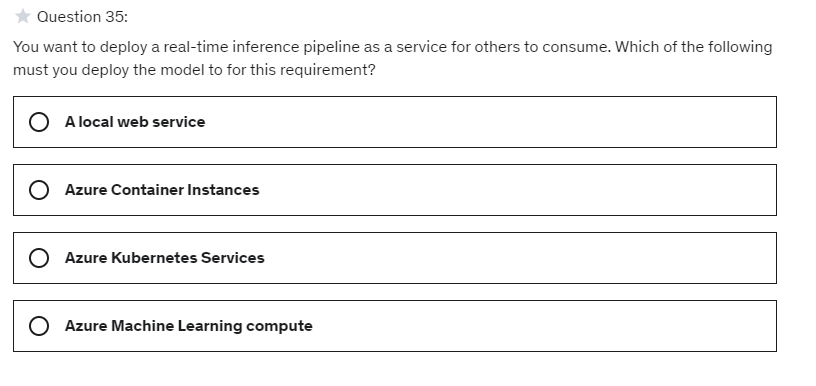 Question 35:
You want to deploy a real-time inference pipeline as a service for others to consume. Which of the following
must you deploy the model to for this requirement?
A local web service
Azure Container Instances
Azure Kubernetes Services
Azure Machine Learning compute